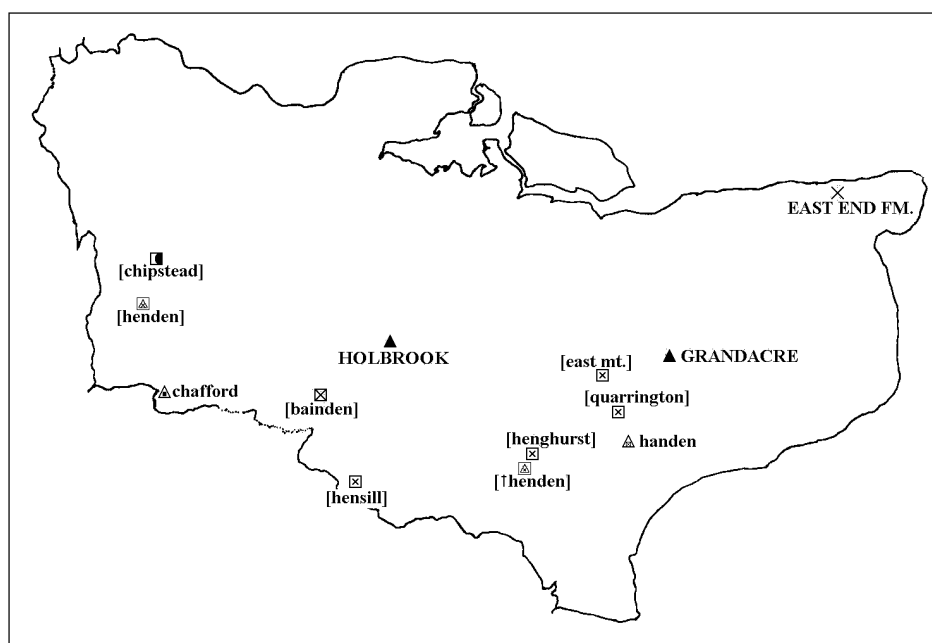 EAST END FM.
[chipstead]
[henden]
HOLBROOK
GRANDACRE
[east mt.]
chafford
[bainden]
[quarrington]
[henghurst]
handen
[†henden]
[hensill]